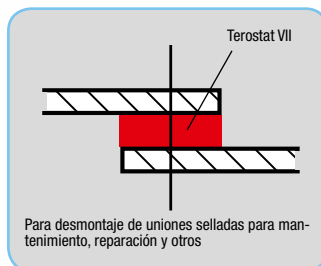 Terostat VII
Para desmontaje de uniones selladas para man-
tenimiento, reparación y otros